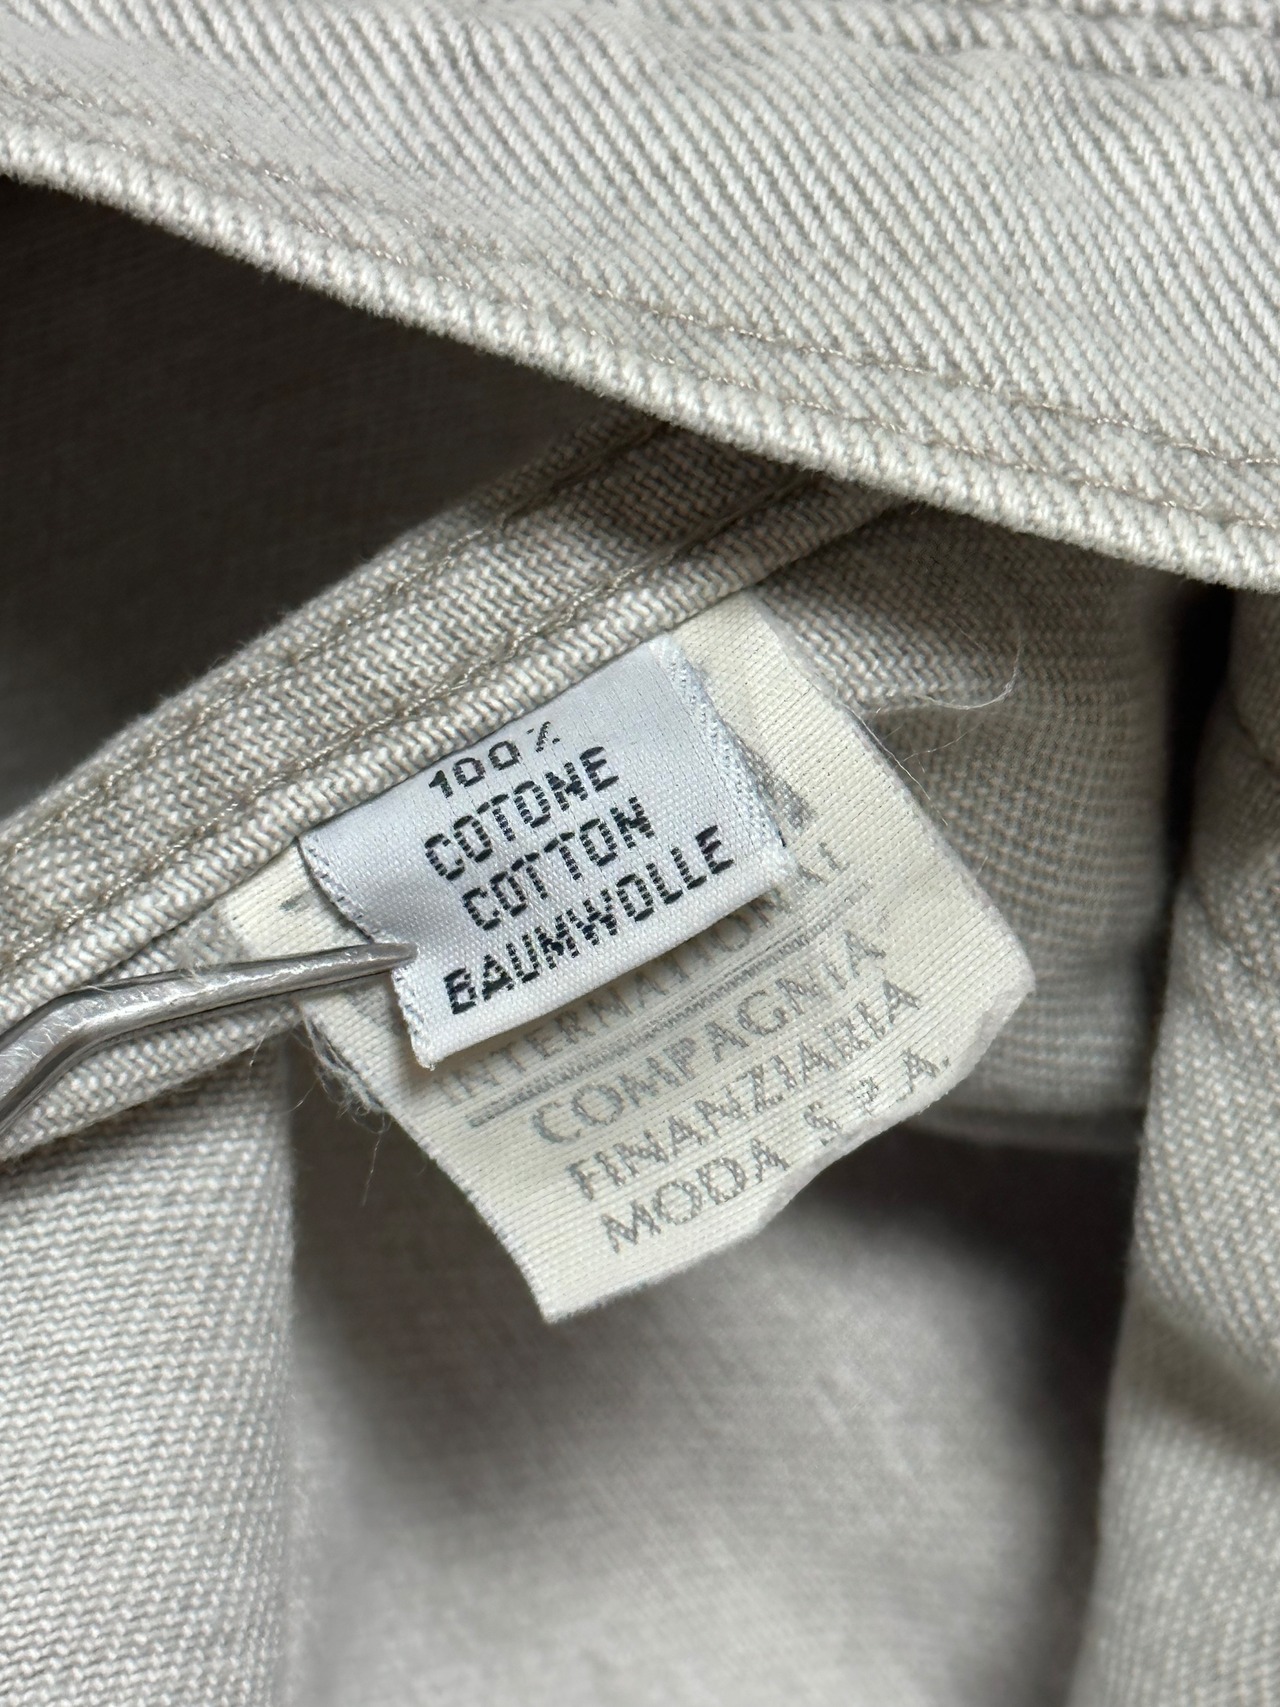 100%
COTONE
COTTON
BAUMWOLLE
INTERNATIONAL
COMPAGNIA
FINANZIARIA
MODA S.P.A.